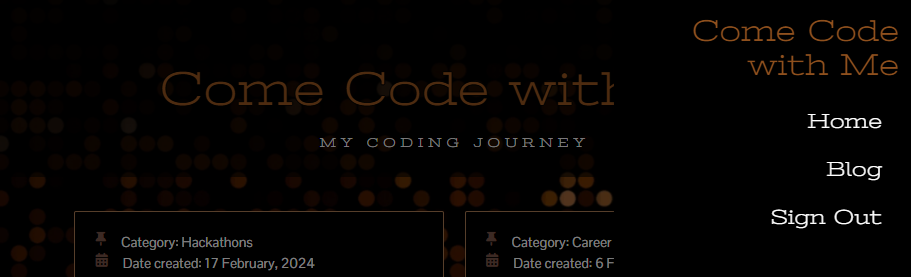 Come Code with
MY CODING JOURNEY
Category: Hackathons
Date created: 17 February, 2024
Category: Career
Date created: 6 F
Come Code
with Me
Home
Blog
Sign Out